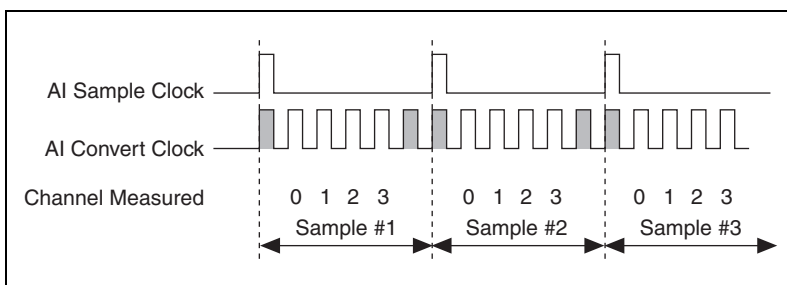 AI Sample Clock
AI Convert Clock
Channel Measured 0 1 2 3 0 1 2 3 0 1 2 3
Sample #1 Sample #2 Sample #3